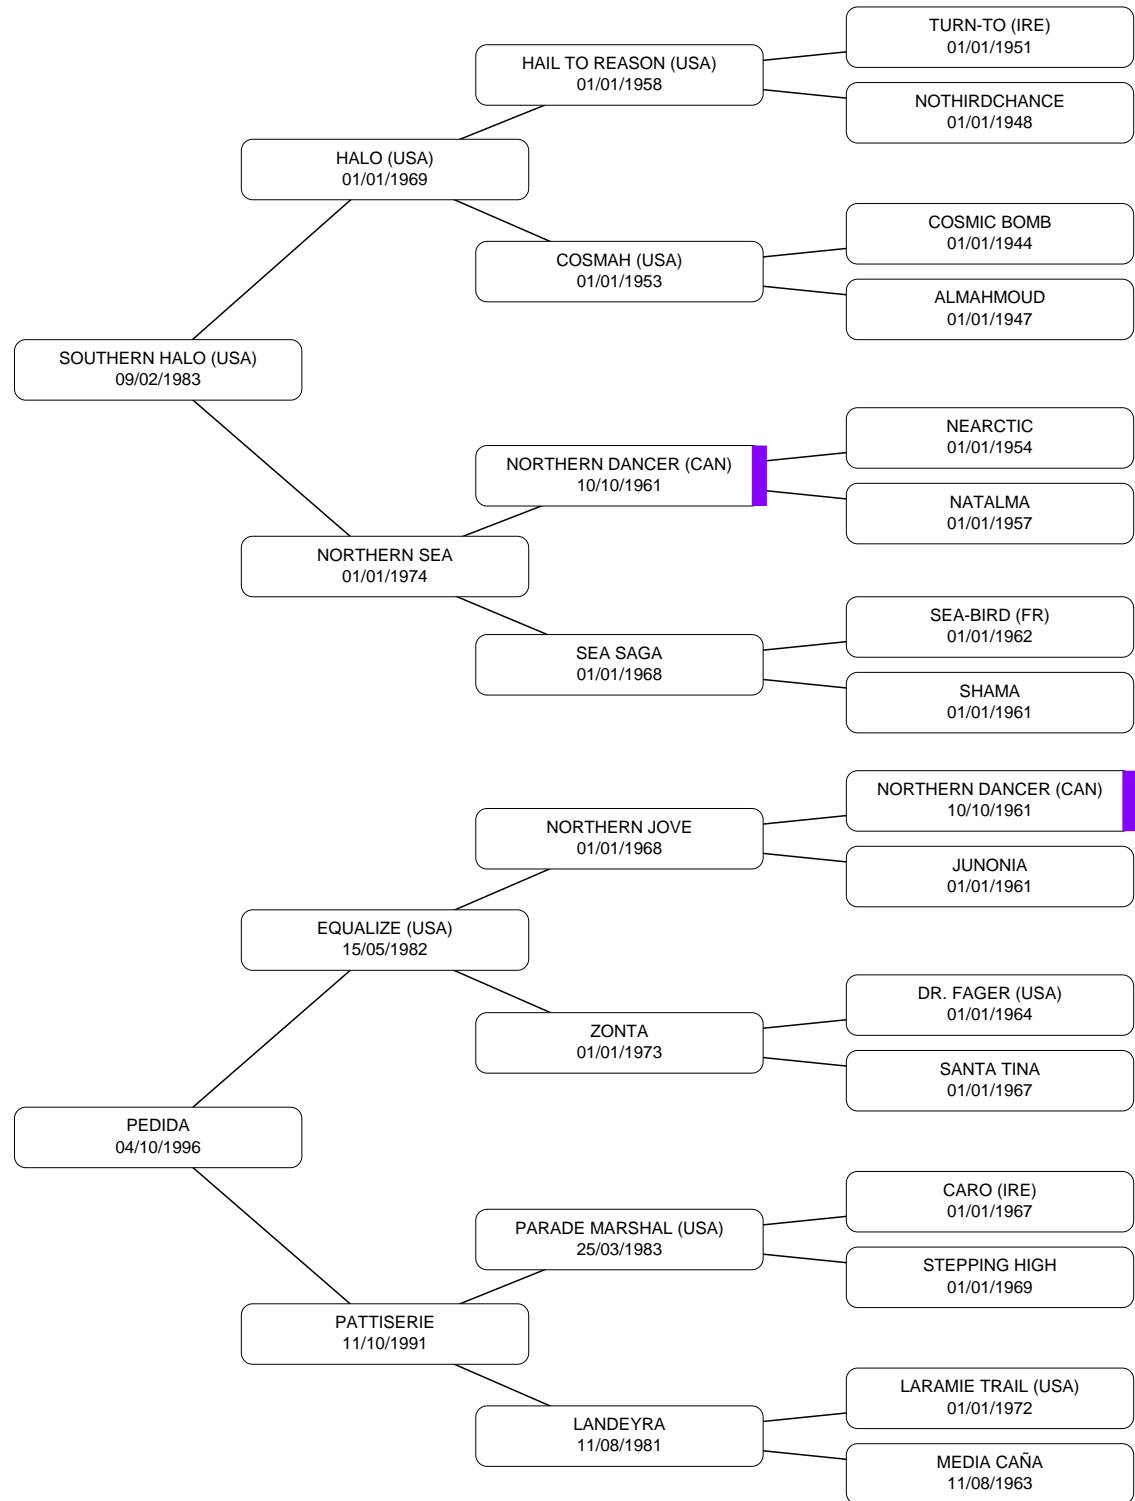 TURN-TO (IRE)
01/01/1951
HAIL TO REASON (USA)
01/01/1958
NOTHIRDCHANCE
01/01/1948
HALO (USA)
01/01/1969
COSMIC BOMB
01/01/1944
COSMAH (USA)
01/01/1953
ALMAHMOUD
01/01/1947
SOUTHERN HALO (USA)
09/02/1983
NEARCTIC
01/01/1954
NORTHERN DANCER (CAN)
10/10/1961
NATALMA
01/01/1957
NORTHERN SEA
01/01/1974
SEA-BIRD (FR)
01/01/1962
SEA SAGA
01/01/1968
SHAMA
01/01/1961
NORTHERN DANCER (CAN)
10/10/1961
NORTHERN JOVE
01/01/1968
JUNONIA
01/01/1961
EQUALIZE (USA)
15/05/1982
DR. FAGER (USA)
01/01/1964
ZONTA
01/01/1973
SANTA TINA
01/01/1967
PEDIDA
04/10/1996
CARO (IRE)
01/01/1967
PARADE MARSHAL (USA)
25/03/1983
STEPPING HIGH
01/01/1969
PATTISERIE
11/10/1991
LARAMIE TRAIL (USA)
01/01/1972
LANDEYRA
11/08/1981
MEDIA CAÑA
11/08/1963